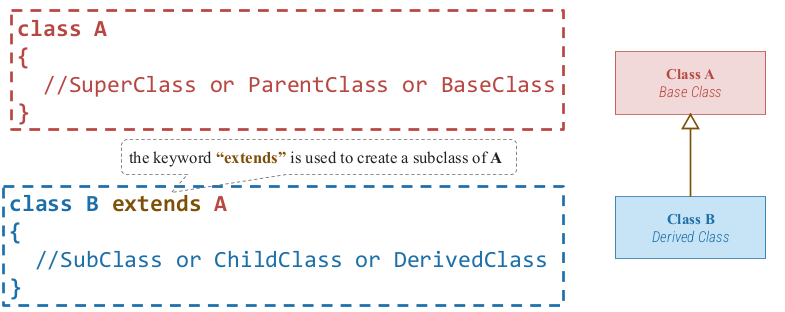 class A
{
//SuperClass or ParentClass or BaseClass
}
the keyword “extends” is used to create a subclass of A
class B extends A
{
//SubClass or ChildClass or DerivedClass
}
Class A
Base Class
Class B
Derived Class